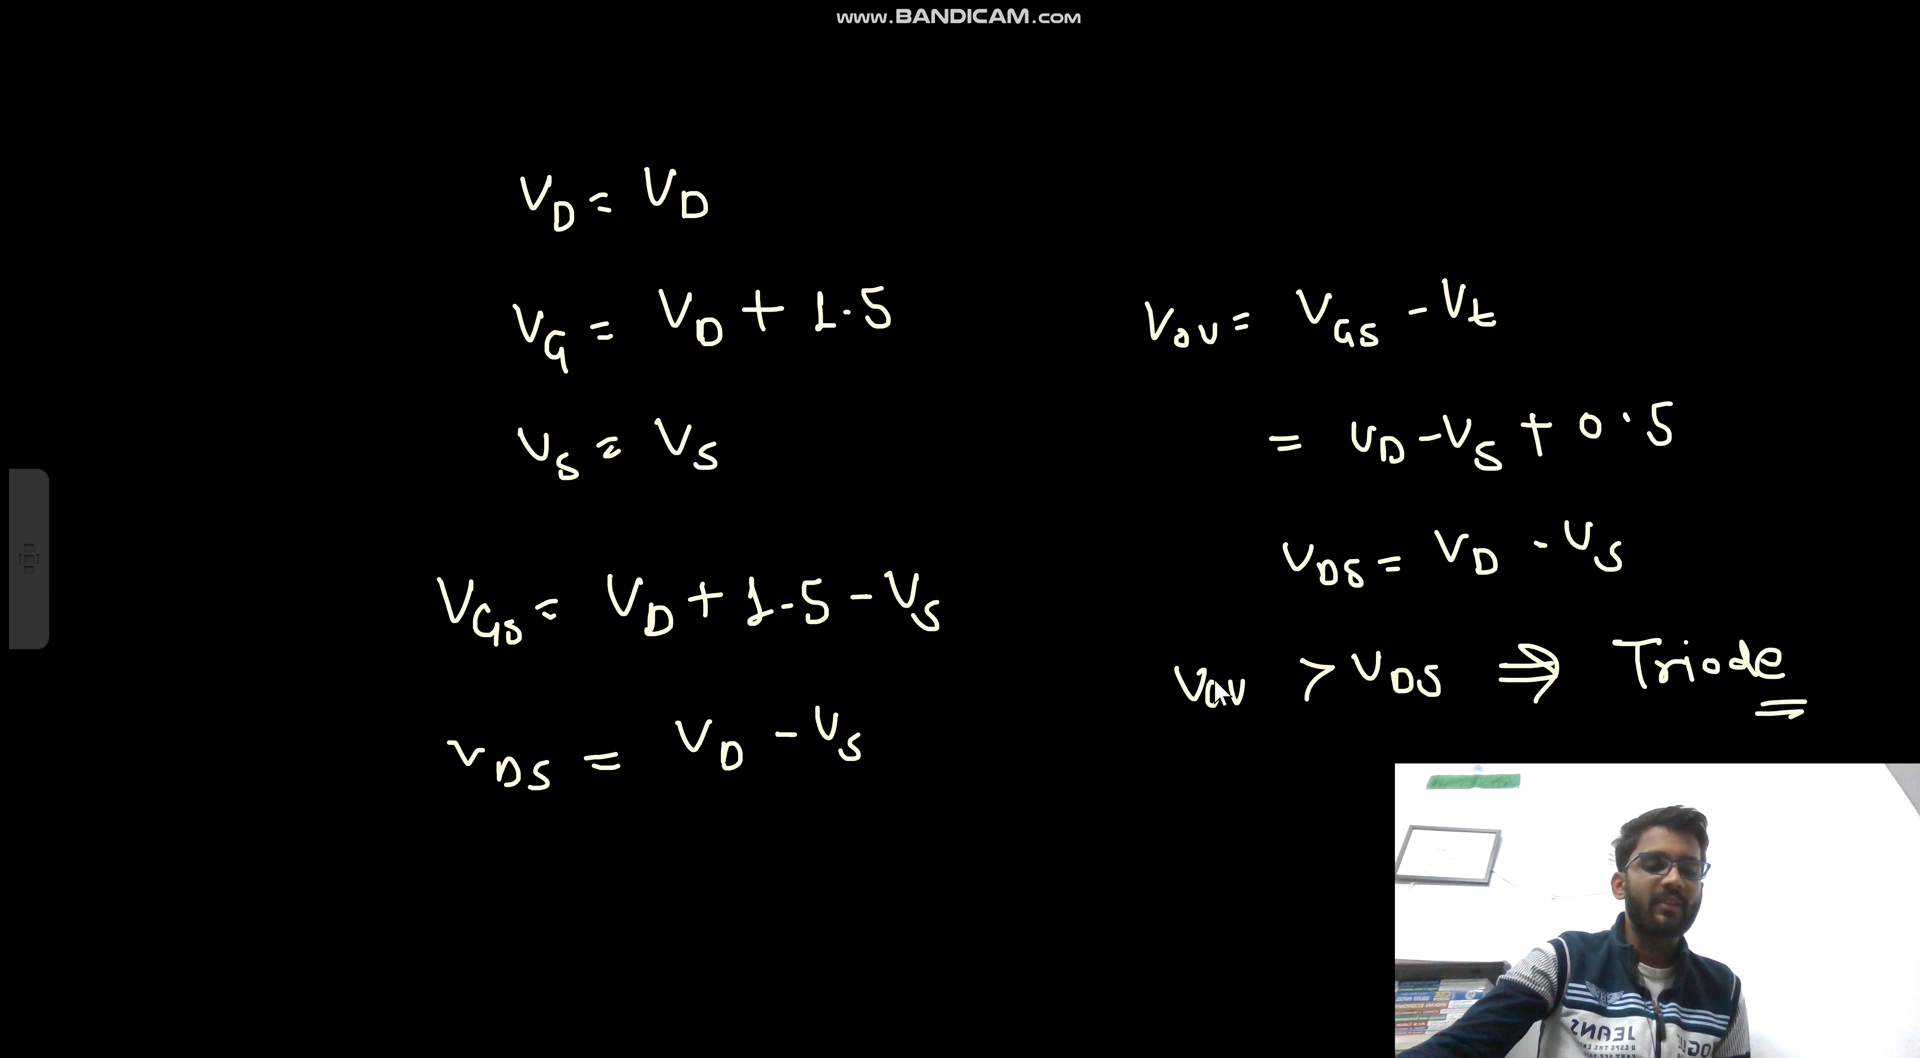 www.BANDICAM.com
V_D = V_D
V_G = V_D + 1.5
V_S = V_S
V_GS = V_D + 1.5 - V_S
V_DS = V_D - V_S
V_OV = V_GS - V_t
= V_D - V_S + 0.5
V_DS = V_D - V_S
V_OV > V_DS ⇒ Triode
JEANS